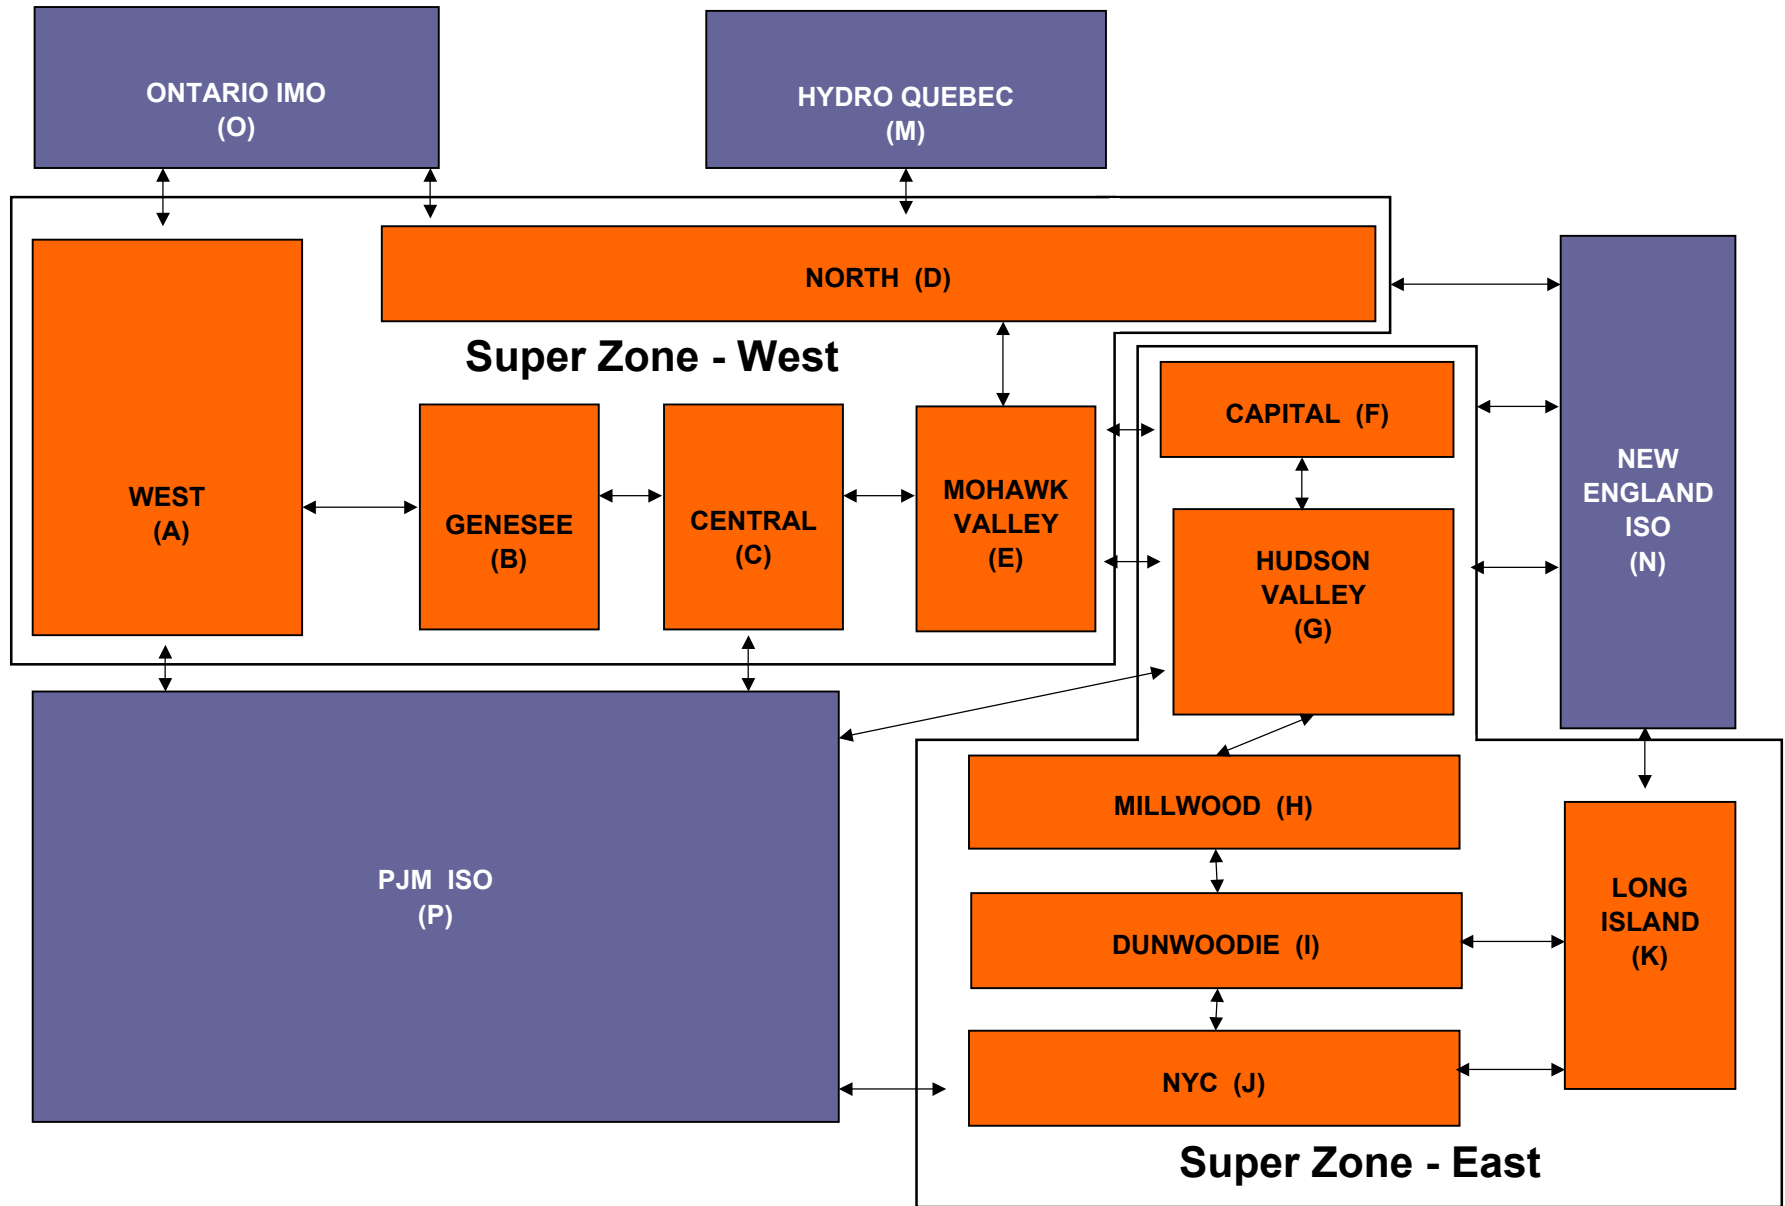 ONTARIO IMO
(O)
HYDRO QUEBEC
(M)
NORTH (D)
Super Zone - West
WEST
(A)
GENESEE
(B)
CENTRAL
(C)
MOHAWK
VALLEY
(E)
CAPITAL (F)
HUDSON
VALLEY
(G)
NEW
ENGLAND
ISO
(N)
PJM ISO
(P)
MILLWOOD (H)
DUNWOODIE (I)
NYC (J)
LONG
ISLAND
(K)
Super Zone - East